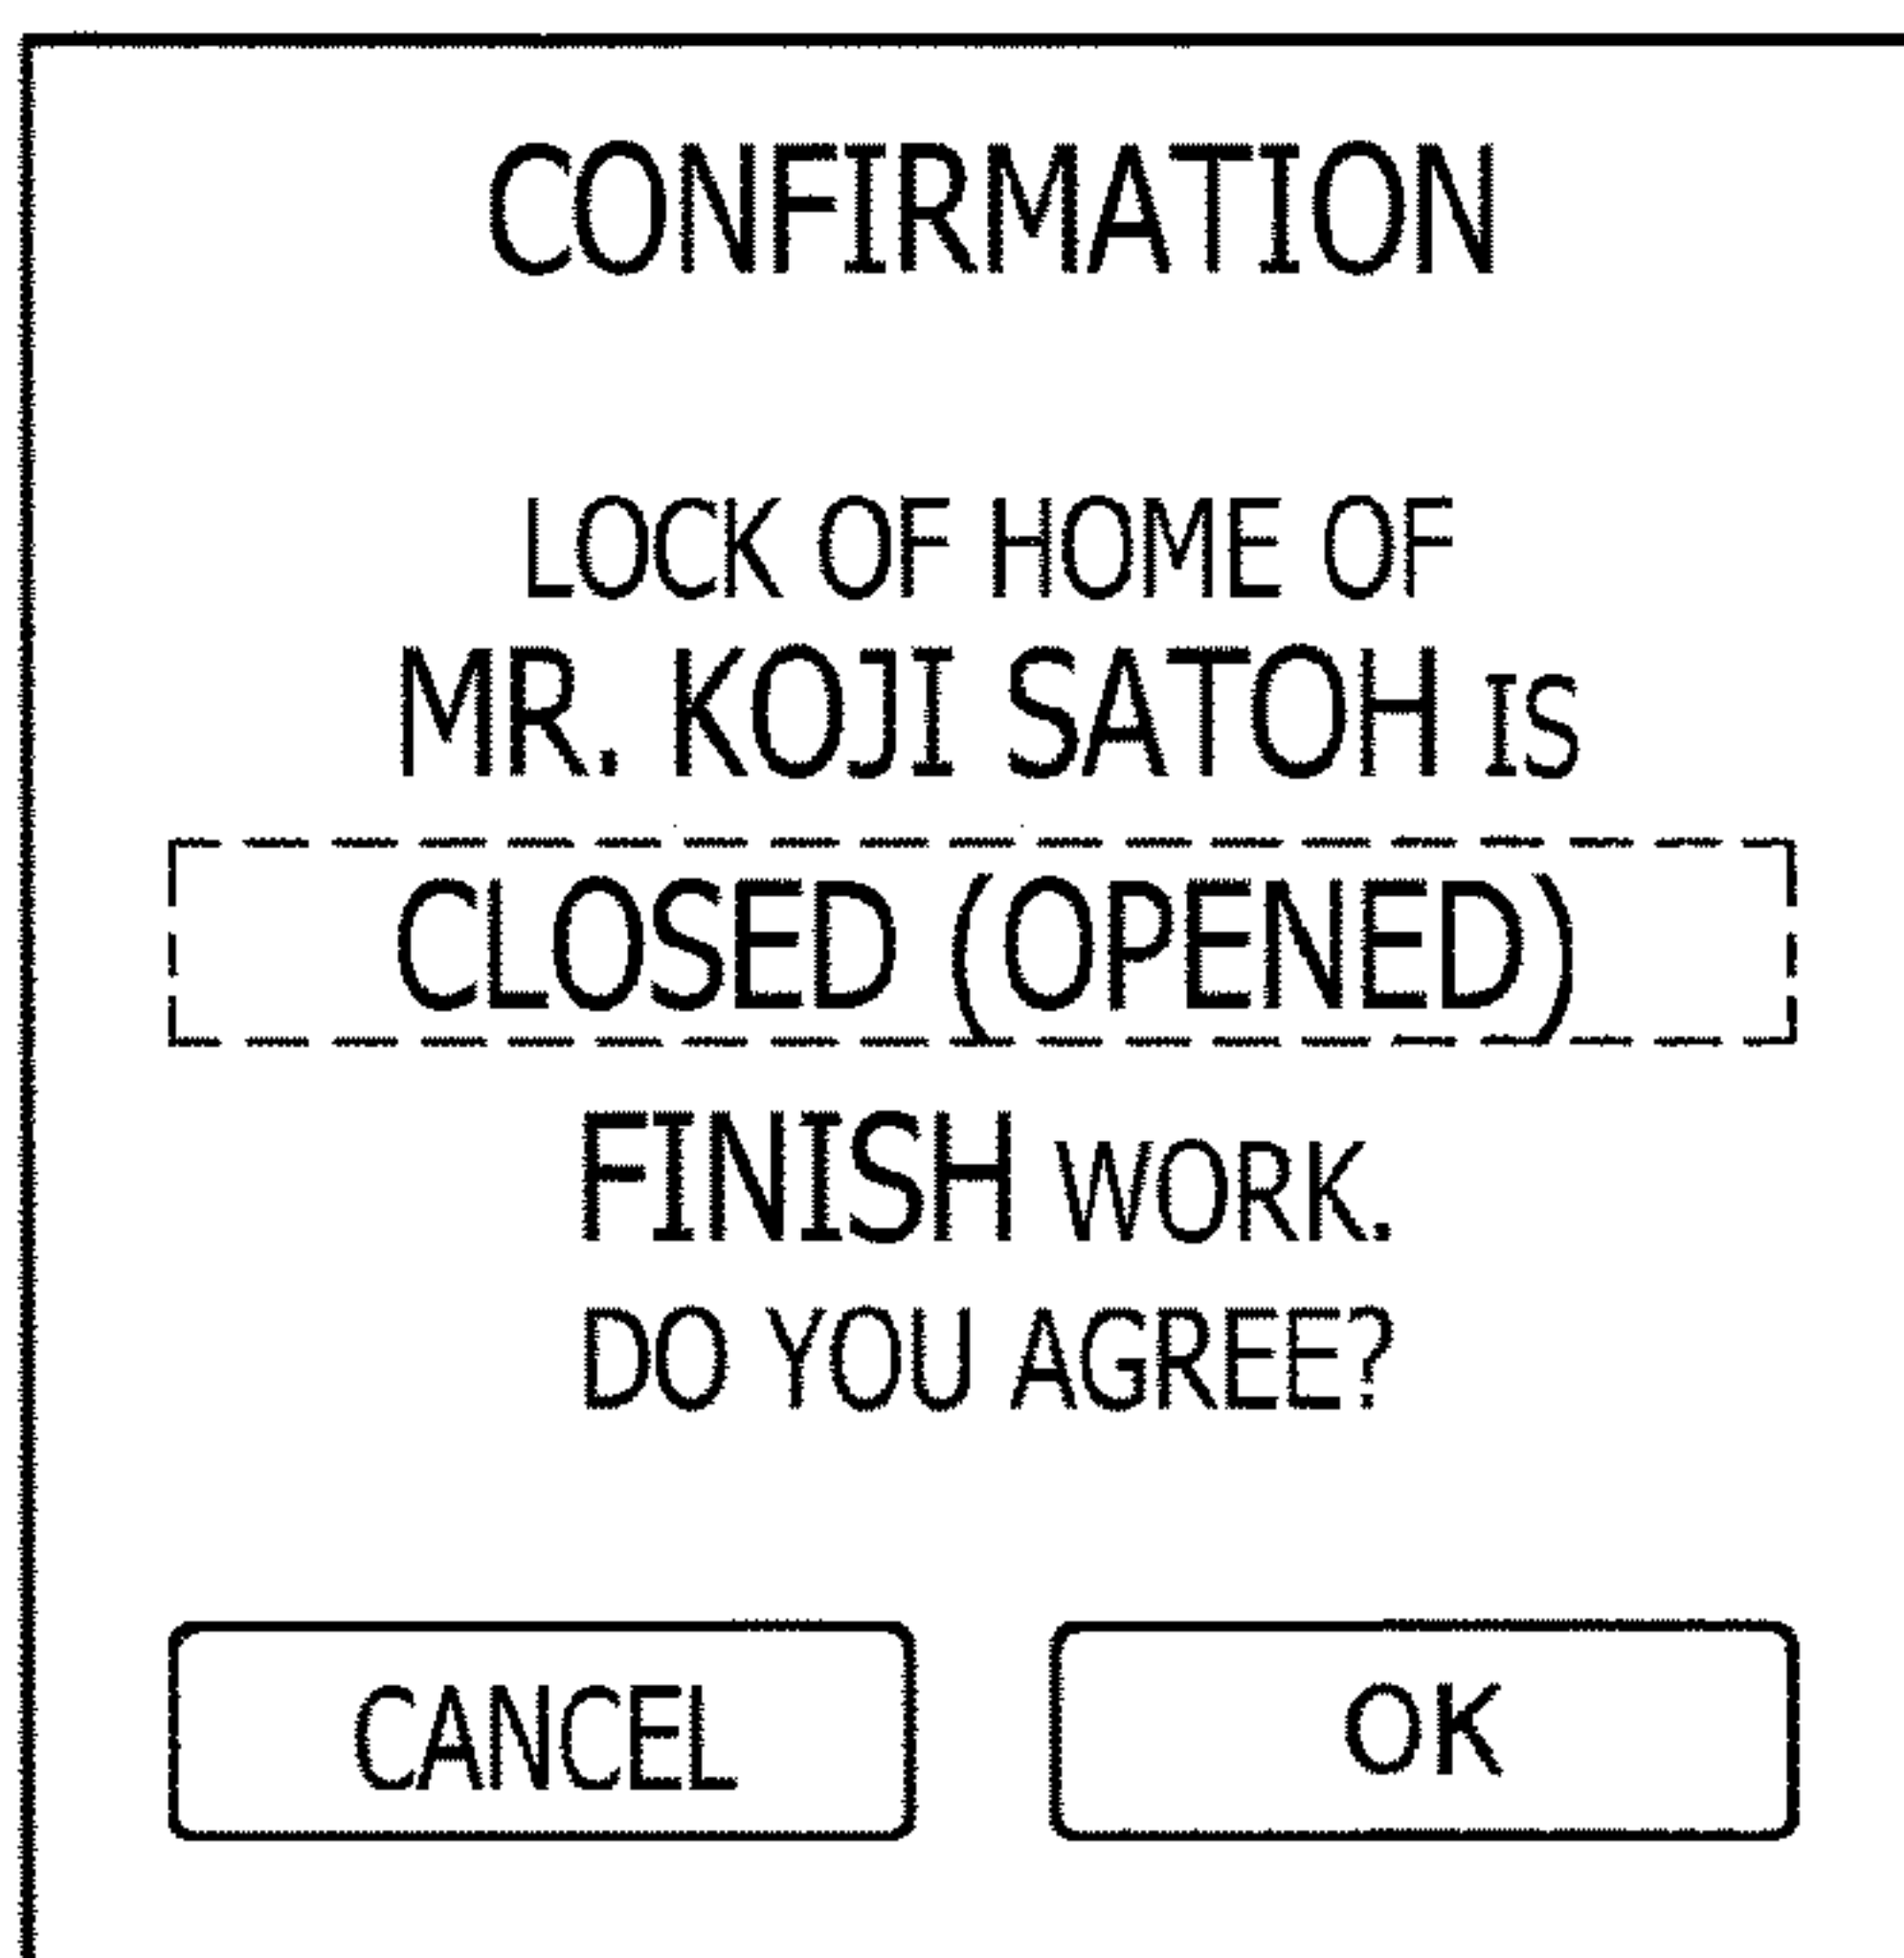 CONFIRMATION
LOCK OF HOME OF
MR. KOJI SATOH IS
CLOSED (OPENED)
FINISH WORK.
DO YOU AGREE?
CANCEL
OK